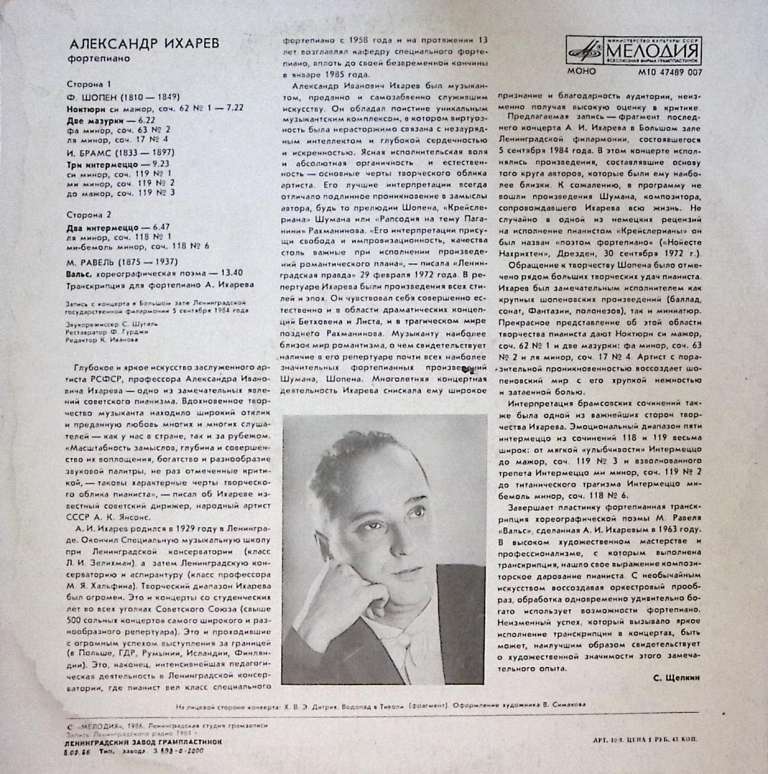 АЛЕКСАНДР ИХАРЕВ
фортепиано
Сторона 1
Ф. ШОПЕН (1810 — 1849)
Ноктюрн си мажор, соч. 62 № 1 — 7.22
Две мазурки — 6.22
фа минор, соч. 63 № 2
ля минор, соч. 17 № 4
И. БРАМС (1833 — 1897)
Три интермеццо — 9.23
си минор, соч. 119 № 1
ми минор, соч. 119 № 2
до мажор, соч. 119 № 3
Сторона 2
Два интермеццо — 6.47
ля минор, соч. 118 № 1
ми-бемоль минор, соч. 118 № 6
М. РАВЕЛЬ (1875 — 1937)
Вальс, хореографическая поэма — 13.40
Транскрипция для фортепиано А. Ихарева
Запись с концерта в Большом зале Ленинградской
государственной филармонии 5 сентября 1984 года
Звукорежиссер С. Шугаль
Реставратор Ф. Гурджи
Редактор К. Иванова
Глубокое и яркое искусство заслуженного ар-
тиста РСФСР, профессора Александра Ивано-
вича Ихарева — одно из замечательных явле-
ний советского пианизма. Вдохновенное твор-
чество музыканта находило широкий отклик
и преданную любовь многих и многих слуша-
телей — как у нас в стране, так и за рубежом.
«Масштабность замыслов, глубина и совершен-
ство их воплощения, богатство и разнообразие
звуковой палитры, не раз отмеченные крити-
кой, — таковы характерные черты творческо-
го облика пианиста», — писал об Ихареве из-
вестный советский дирижер, народный артист
СССР А. К. Янсонс.
А. И. Ихарев родился в 1929 году в Ленингра-
де. Окончил Специальную музыкальную школу
при Ленинградской консерватории (класс
Л. И. Зелихман), а затем Ленинградскую кон-
серваторию и аспирантуру (класс профессора
М. Я. Хальфина). Творческий диапазон Ихарева
был огромен. Это и концерты со студенческих
лет во всех уголках Советского Союза (свыше
500 сольных концертов самого широкого и раз-
нообразного репертуара). Это и проходившие
с огромным успехом выступления за границей
(в Польше, ГДР, Румынии, Исландии, Финлян-
дии). Это, наконец, интенсивнейшая педагоги-
ческая деятельность в Ленинградской консер-
ватории, где пианист вел класс специального
фортепиано с 1958 года и на протяжении 13
лет возглавлял кафедру специального форте-
пиано, вплоть до своей безвременной кончины
в январе 1985 года.
Александр Иванович Ихарев был музыкан-
том, преданно и самозабвенно служившим
искусству. Он обладал поистине уникальным
музыкантским комплексом, в котором виртуоз-
ность была нерасторжимо связана с незауряд-
ным интеллектом и глубокой сердечностью
и искренностью. Ясная исполнительская воля
и абсолютная органичность и естествен-
ность — основные черты творческого облика
артиста. Его лучшие интерпретации всегда
отличало подлинное проникновение в замыслы
автора, будь то прелюдии Шопена, «Крейсле-
риана» Шумана или «Рапсодия на тему Пага-
нини» Рахманинова. «Его интерпретации прису-
щи свобода и импровизационность, качества
столь важные при исполнении произведе-
ний романтического плана», — писала «Ленин-
градская правда» 29 февраля 1972 года. В ре-
пертуаре Ихарева были произведения всех сти-
лей и эпох. Он чувствовал себя совершенно ес-
тественно и в области драматических концеп-
ций Бетховена и Листа, и в трагическом мире
позднего Рахманинова. Музыканту наиболее
близок мир романтизма, о чем свидетельствует
наличие в его репертуаре почти всех наиболее
значительных фортепианных произведений
Шумана, Шопена. Многолетняя концертная
деятельность Ихарева снискала ему широкое
МИНИСТЕРСТВО КУЛЬТУРЫ СССР
МЕЛОДИЯ
ВСЕСОЮЗНАЯ ФИРМА ГРАМПЛАСТИНОК
МОНО М10 47489 007
признание и благодарность аудитории, неиз-
менно получая высокую оценку в критике.
Предлагаемая запись — фрагмент послед-
него концерта А. И. Ихарева в Большом зале
Ленинградской филармонии, состоявшегося
5 сентября 1984 года. В этом концерте испол-
нялись произведения, составлявшие основу
того круга авторов, которые были ему наибо-
лее близки. К сожалению, в программу не
вошли произведения Шумана, композитора,
сопровождавшего Ихарева всю жизнь. Не
случайно в одной из немецких рецензий
на исполнение пианистом «Крейслерианы» он
был назван «поэтом фортепиано» («Нойесте
Нахрихтен», Дрезден, 30 сентября 1972 г.).
Обращение к творчеству Шопена было отме-
чено рядом больших творческих удач пианиста.
Ихарев был замечательным исполнителем как
крупных шопеновских произведений (баллад,
сонат, Фантазии, полонезов), так и миниатюр.
Прекрасное представление об этой области
творчества пианиста дают Ноктюрн си мажор,
соч. 62 № 1 и две мазурки: фа минор, соч. 63
№ 2 и ля минор, соч. 17 № 4. Артист с пора-
зительной проникновенностью воссоздает шо-
пеновский мир с его хрупкой нежностью
и затаенной болью.
Интерпретация брамсовских сочинений так-
же была одной из важнейших сторон твор-
чества Ихарева. Эмоциональный диапазон пяти
интермеццо из сочинений 118 и 119 весьма
широк: от мягкой «улыбчивости» Интермеццо
до мажор, соч. 119 № 3 и взволнованного
трепета Интермеццо ми минор, соч. 119 № 2
до титанического трагизма Интермеццо ми-
бемоль минор, соч. 118 № 6.
Завершает пластинку фортепианная транс-
крипция хореографической поэмы М. Равеля
«Вальс», сделанная А. И. Ихаревым в 1963 году.
В высоком художественном мастерстве и
профессионализме, с которым выполнена
транскрипция, нашло свое выражение компози-
торское дарование пианиста. С необычайным
искусством воссоздавая оркестровый прооб-
раз, обработка одновременно удивительно бо-
гато использует возможности фортепиано.
Неизменный успех, который вызывало яркое
исполнение транскрипции в концертах, быть
может, наилучшим образом свидетельствует
о художественной значимости этого замеча-
тельного опыта.
С. Щепкин
На лицевой стороне конверта: Х. В. Э. Дитрих. Водопад в Тиволи (фрагмент). Оформление художника В. Симакова
С «МЕЛОДИЯ», 1986. Ленинградская студия грамзаписи
Запись Ленинградского радио 1984 г.
ЛЕНИНГРАДСКИЙ ЗАВОД ГРАМПЛАСТИНОК
Тип. завода
АРТ. ЦЕНА 1 РУБ. 45 КОП.